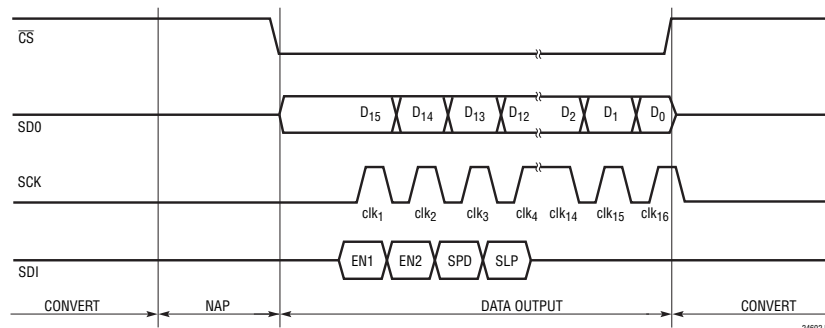 CS
SD0
D15 D14 D13 D12 D2 D1 D0
SCK
clk1 clk2 clk3 clk4 clk14 clk15 clk16
SDI
EN1 EN2 SPD SLP
CONVERT NAP DATA OUTPUT CONVERT